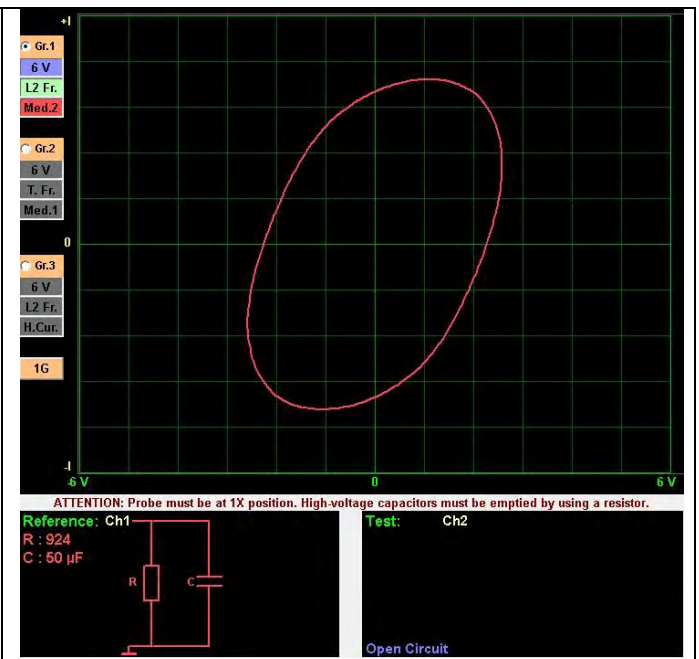 +I
Gr.1
6 V
L2 Fr.
Med.2
Gr.2
6 V
T. Fr.
Med.1
0
Gr.3
6 V
L2 Fr.
H.Cur.
1G
-I
-6 V 0 6 V
ATTENTION: Probe must be at 1X position. High-voltage capacitors must be emptied by using a resistor.
Reference: Ch1
R : 924
C : 50 µF
R C
Test: Ch2
Open Circuit